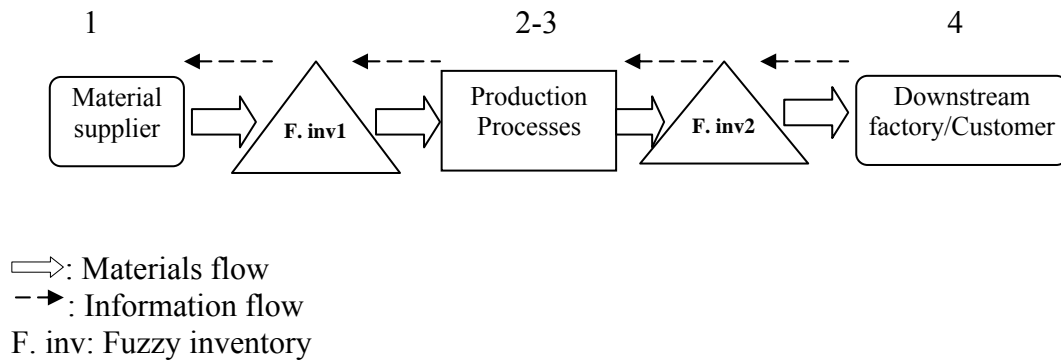 1
2-3
4
Material
supplier
F. inv1
Production
Processes
F. inv2
Downstream
factory/Customer
: Materials flow
: Information flow
F. inv: Fuzzy inventory